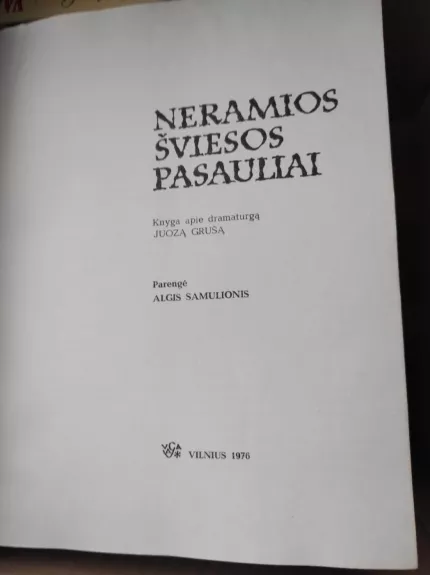 NERAMIOS
ŠVIESOS
PASAULIAI
Knyga apie dramaturgą
JUOZĄ GRUŠĄ
Parengė
ALGIS SAMULIONIS
VILNIUS 1976